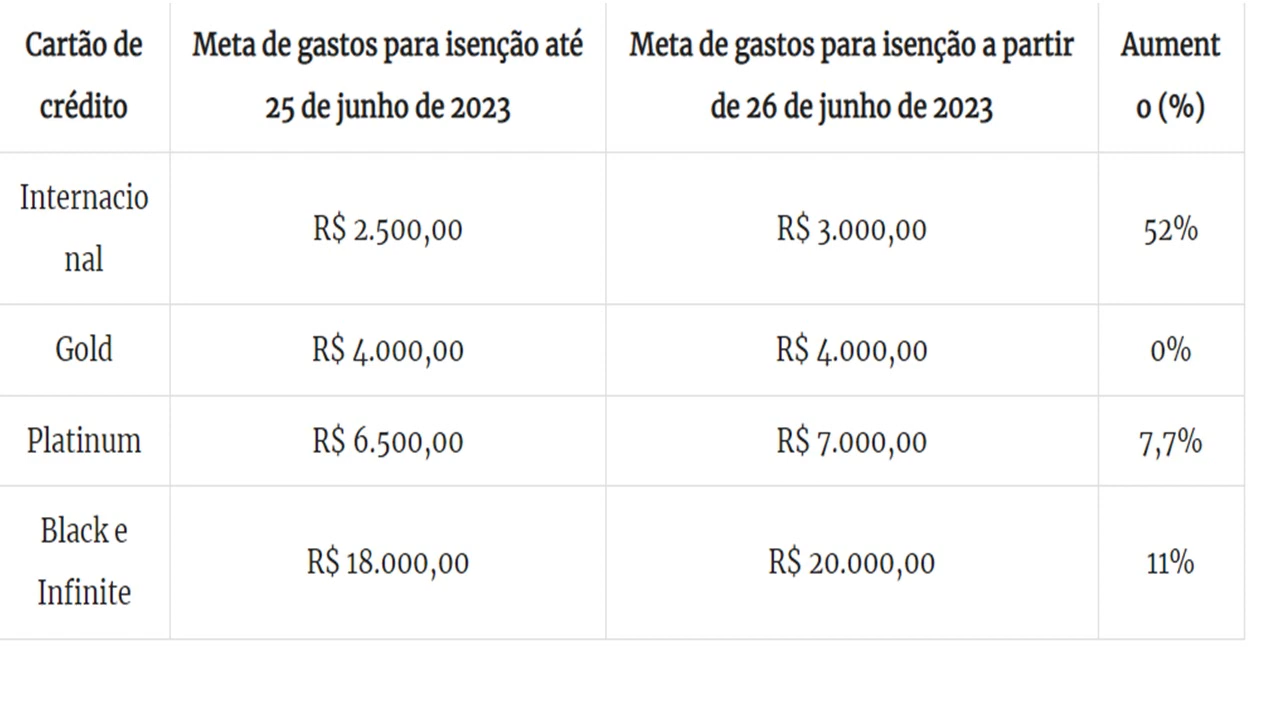 Cartão de
crédito
Meta de gastos para isenção até
25 de junho de 2023
Meta de gastos para isenção a partir
de 26 de junho de 2023
Aument
o (%)
Internacio
nal
R$ 2.500,00
R$ 3.000,00
52%
Gold
R$ 4.000,00
R$ 4.000,00
0%
Platinum
R$ 6.500,00
R$ 7.000,00
7,7%
Black e
Infinite
R$ 18.000,00
R$ 20.000,00
11%